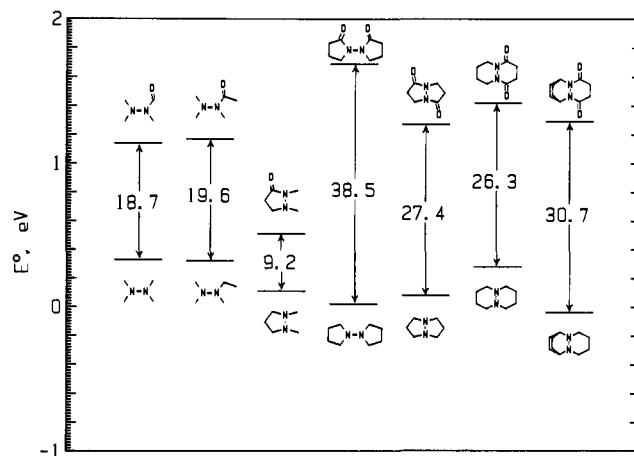 2
O O
N–N
O O
O O O
N–N N–N N N N
N N N
O O O
1
18.7 19.6 38.5 27.4 26.3 30.7
O
N
N
9.2
E°, eV
N–N N–N N
N
0
N N–N N
N N
N
N
-1